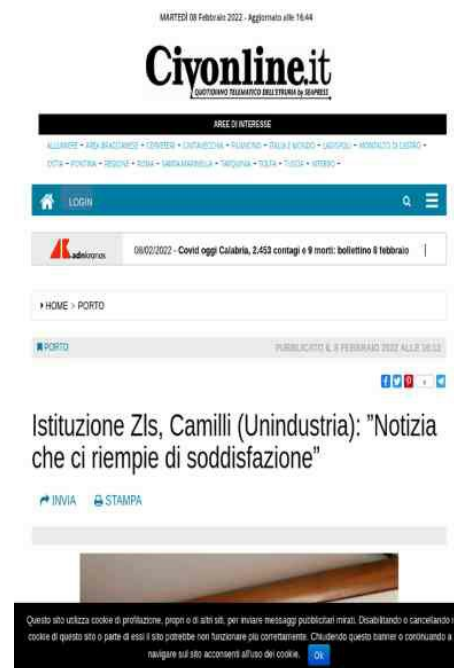 MARTEDÌ 08 Febbraio 2022 - Aggiornato alle 16:44
Civonline.it
QUOTIDIANO TELEMATICO DELL'ETRURIA by SEAPRESS
AREE DI INTERESSE
ALLUMIERE • AREA BRACCIANESE • CERVETERI • CIVITAVECCHIA • FIUMICINO • ITALIA E MONDO • LADISPOLI • MONTALTO DI CASTRO •
OSTIA • PONTINA • REGIONE • ROMA • SANTA MARINELLA • TARQUINIA • TOLFA • TUSCIA • VITERBO •
LOGIN
adnkronos
08/02/2022 - Covid oggi Calabria, 2.453 contagi e 9 morti: bollettino 8 febbraio
HOME > PORTO
PORTO
PUBBLICATO IL FEBBRAIO 2022 ALLE
Istituzione Zls, Camilli (Unindustria): ”Notizia
che ci riempie di soddisfazione”
INVIA STAMPA
Questo sito utilizza cookie di profilazione, propri o di altri siti, per inviare messaggi pubblicitari mirati. Disabilitando o cancellando i
cookie di questo sito o parte di essi il sito potrebbe non funzionare più correttamente. Chiudendo questo banner o continuando a
navigare sul sito acconsenti all'uso dei cookie. Ok